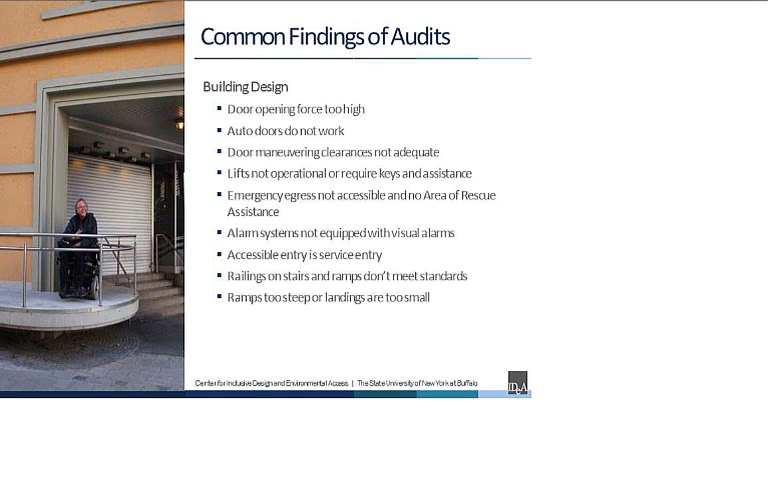 Common Findings of Audits
Building Design
Door opening force too high
Auto doors do not work
Door maneuvering clearances not adequate
Lifts not operational or require keys and assistance
Emergency egress not accessible and no Area of Rescue
Assistance
Alarm systems not equipped with visual alarms
Accessible entry is service entry
Railings on stairs and ramps don't meet standards
Ramps too steep or landings are too small
Center for Inclusive Design and Environmental Access | The State University of New York at Buffalo
IDeA